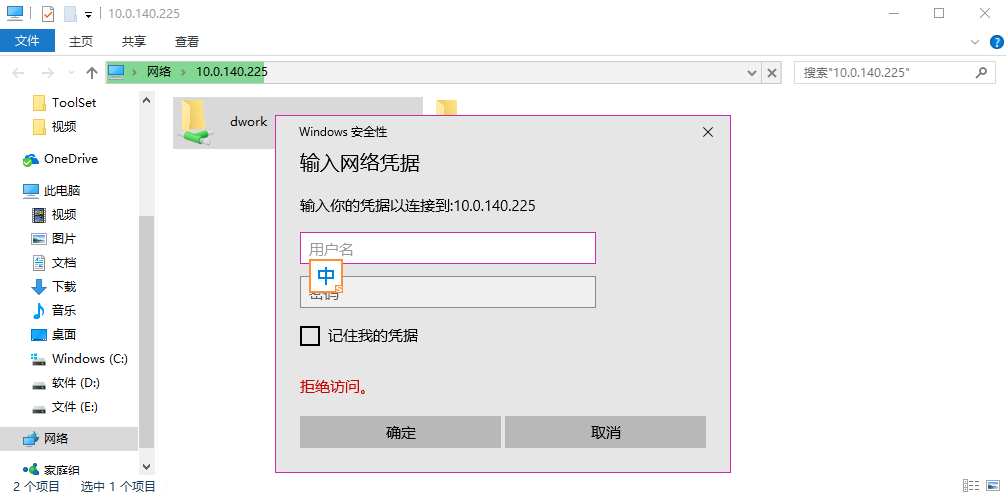 10.0.140.225
文件 主页 共享 查看
网络 10.0.140.225
搜索"10.0.140.225"
ToolSet
视频
OneDrive
此电脑
视频
图片
文档
下载
音乐
桌面
Windows (C:)
软件 (D:)
文件 (E:)
网络
家庭组
dwork
Windows 安全性
输入网络凭据
输入你的凭据以连接到:10.0.140.225
用户名
中
密码
记住我的凭据
拒绝访问。
确定 取消
2 个项目 选中 1 个项目